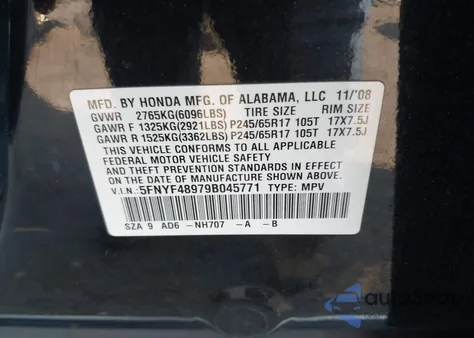 MFD. BY HONDA MFG. OF ALABAMA, LLC 11/'08
GVWR 2765KG(6096LBS) TIRE SIZE RIM SIZE
GAWR F 1325KG(2921LBS) P245/65R17 105T 17X7.5J
GAWR R 1525KG(3362LBS) P245/65R17 105T 17X7.5J
THIS VEHICLE CONFORMS TO ALL APPLICABLE
FEDERAL MOTOR VEHICLE SAFETY STANDARDS
IN EFFECT ON THE DATE OF MANUFACTURE SHOWN ABOVE.
V.I.N.: 5FNYF48979B045771 TYPE: MPV
SZA 9 AD6 -NH707 -A -B